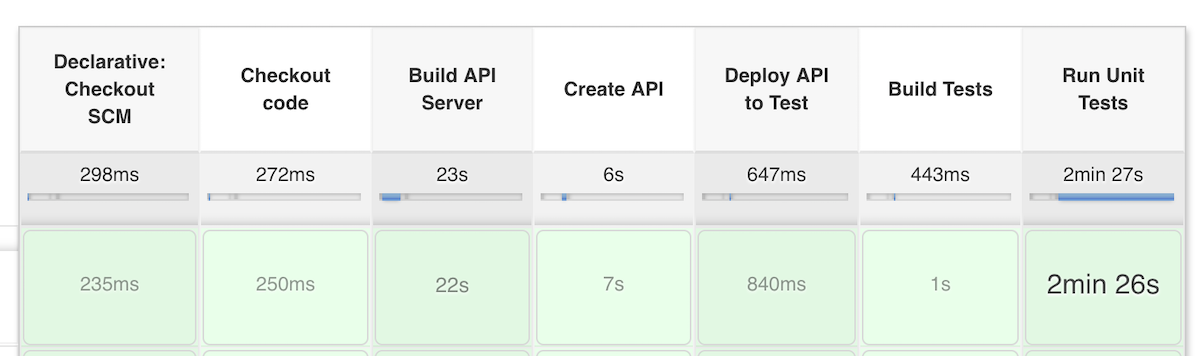 Declarative:
Checkout
SCM
Checkout
code
Build API
Server
Create API
Deploy API
to Test
Build Tests
Run Unit
Tests
298ms
272ms
23s
6s
647ms
443ms
2min 27s
235ms
250ms
22s
7s
840ms
1s
2min 26s